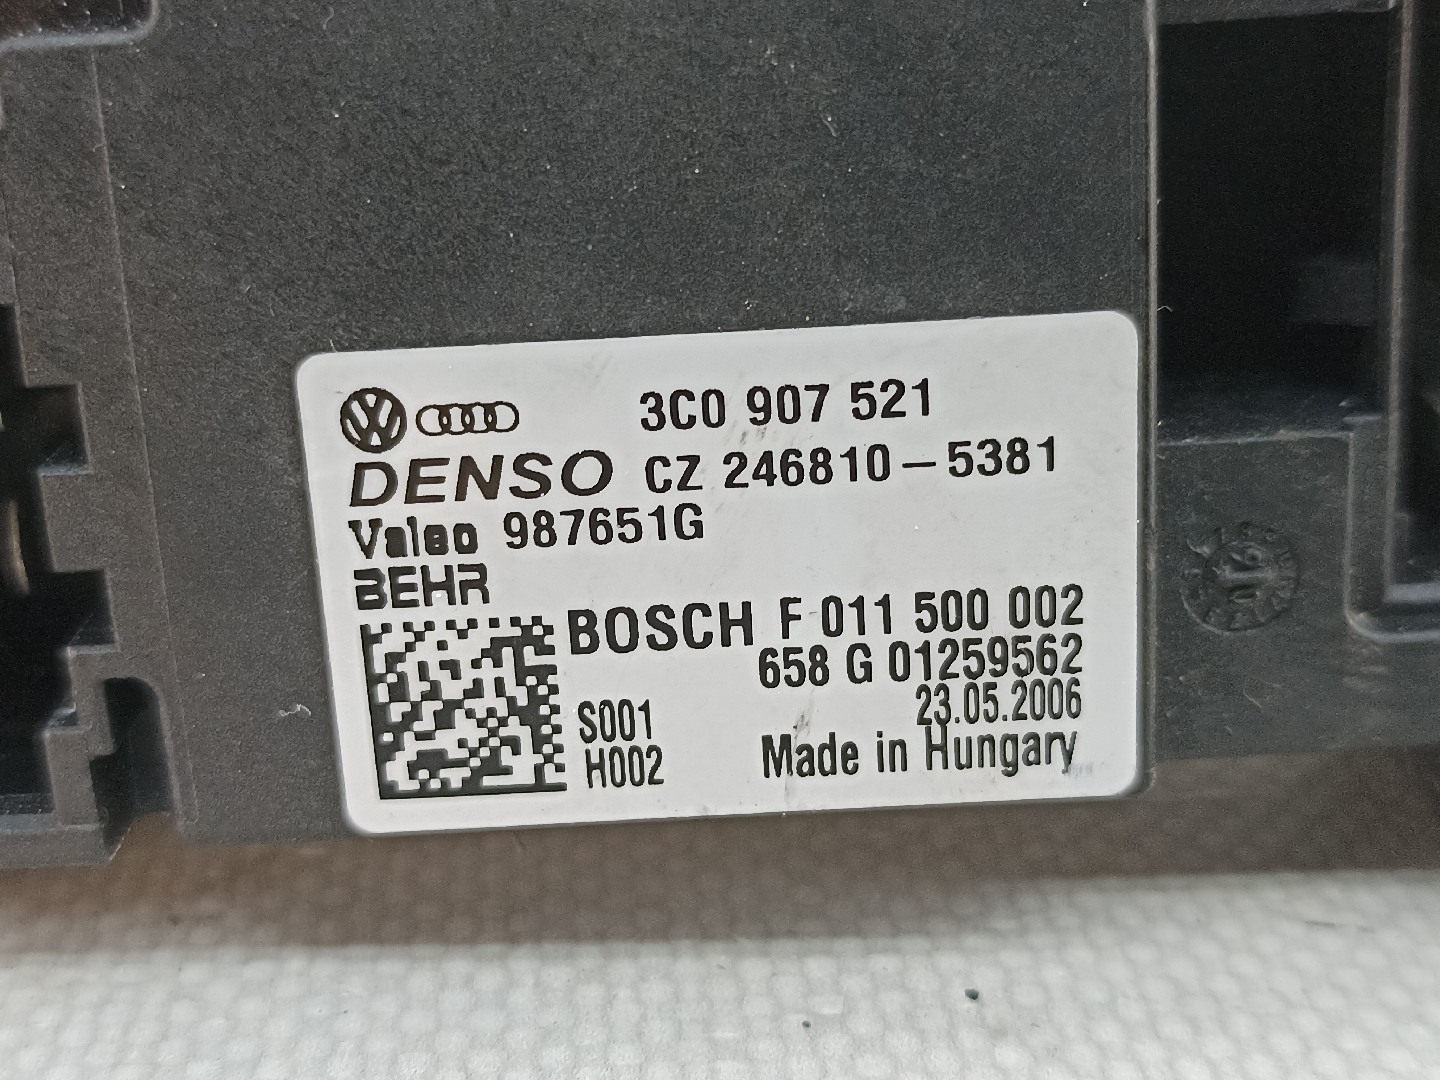 3C0 907 521
DENSO CZ 246810-5381
Valeo 987651G
BEHR
BOSCH F 011 500 002
658 G 01259562
S001 23.05.2006
H002 Made in Hungary